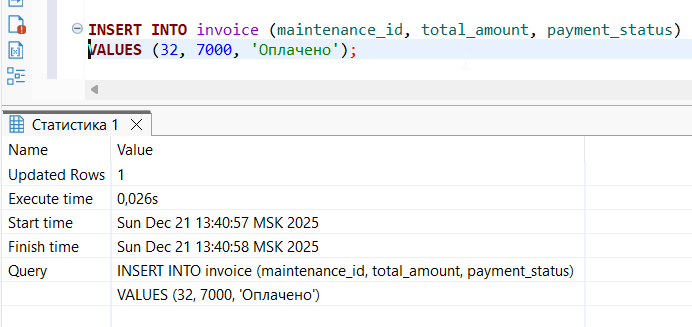 INSERT INTO invoice (maintenance_id, total_amount, payment_status)
VALUES (32, 7000, 'Оплачено');
Статистика 1
Name Value
Updated Rows 1
Execute time 0,026s
Start time Sun Dec 21 13:40:57 MSK 2025
Finish time Sun Dec 21 13:40:58 MSK 2025
Query INSERT INTO invoice (maintenance_id, total_amount, payment_status)
VALUES (32, 7000, 'Оплачено')